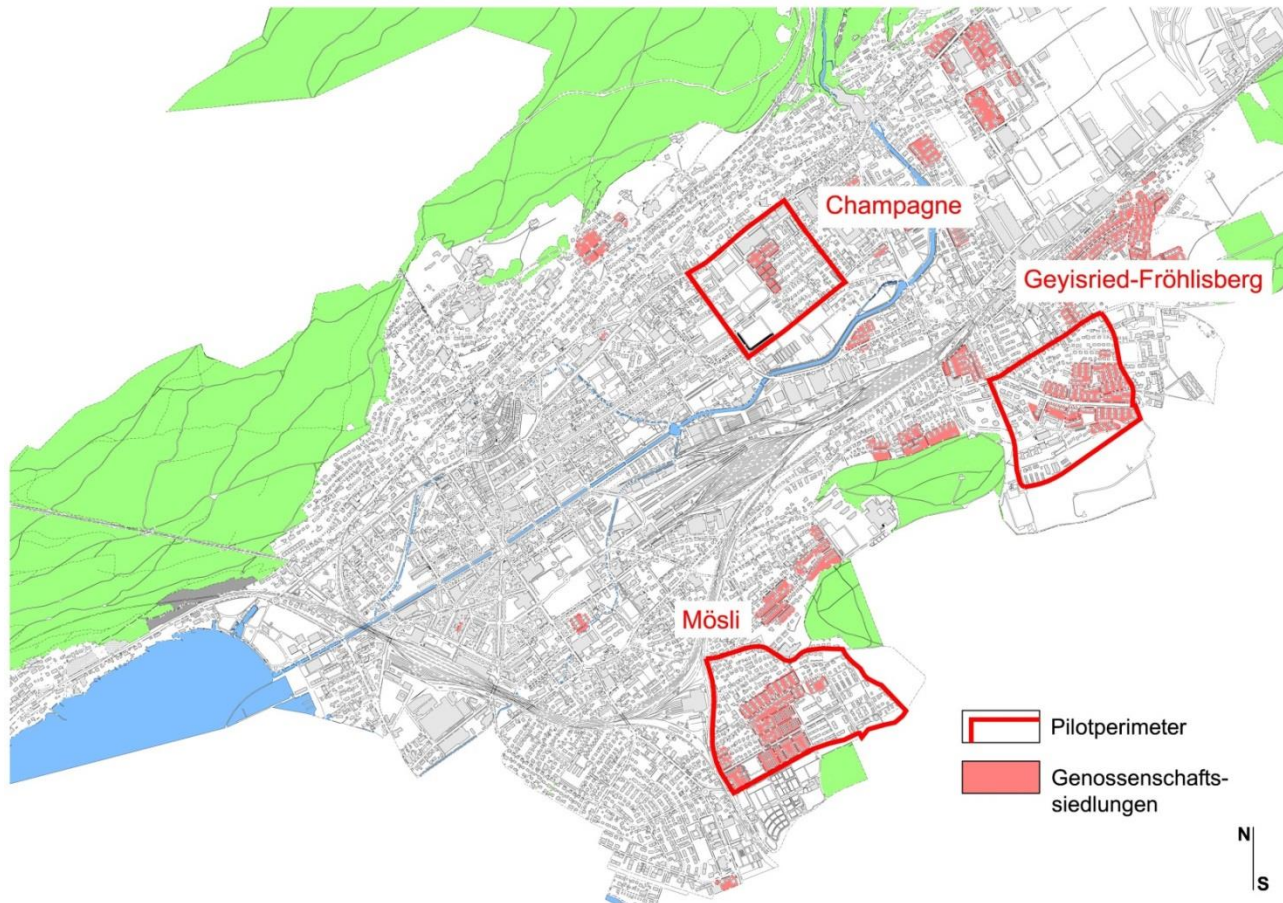 Champagne
Geyisried-Fröhlisberg
Mösli
Pilotperimeter
Genossenschafts-
siedlungen
N
S